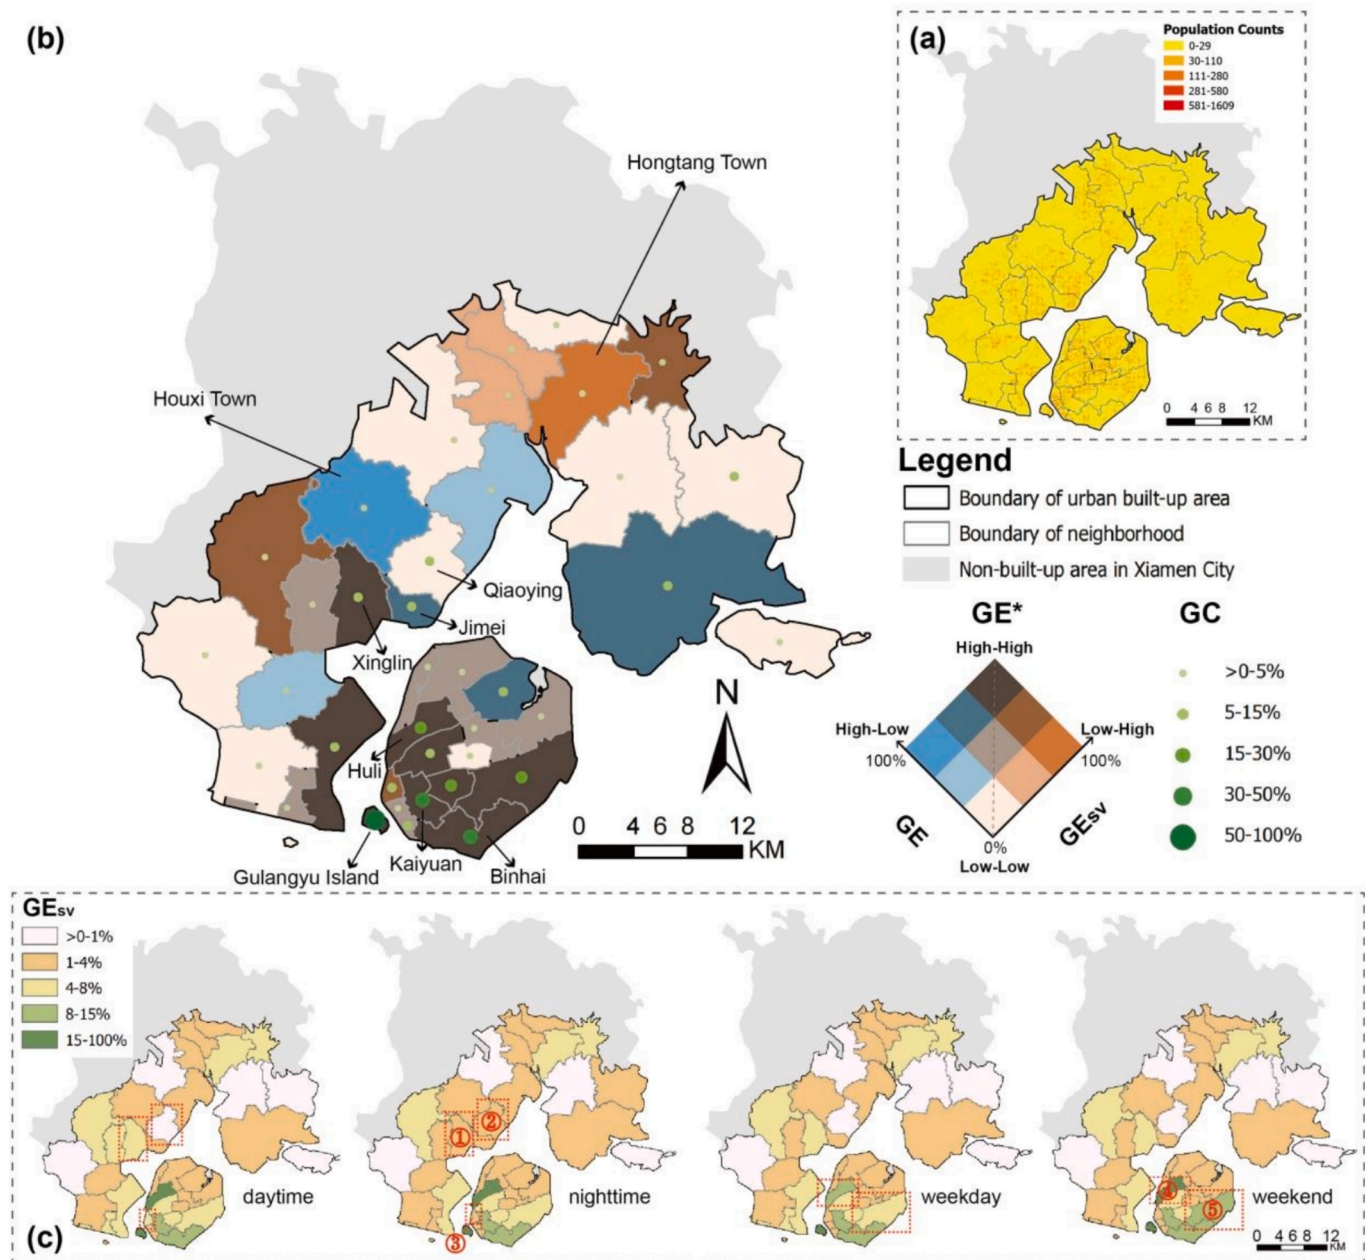 (b)
Hongtang Town
Houxi Town
Qiaoying
Jimei
Xinglin
Huli
Gulangyu Island
Kaiyuan
Binhai
N
0 4 6 8 12
KM
(a)
Population Counts
0-29
30-110
111-280
281-580
581-1609
0 4 6 8 12
KM
Legend
Boundary of urban built-up area
Boundary of neighborhood
Non-built-up area in Xiamen City
GE*
High-High
High-Low
100%
Low-High
100%
GE
GEsv
0%
Low-Low
GC
>0-5%
5-15%
15-30%
30-50%
50-100%
GEsv
>0-1%
1-4%
4-8%
8-15%
15-100%
daytime
①
②
③
nighttime
weekday
④
⑤
weekend
0 4 6 8 12
KM
(c)